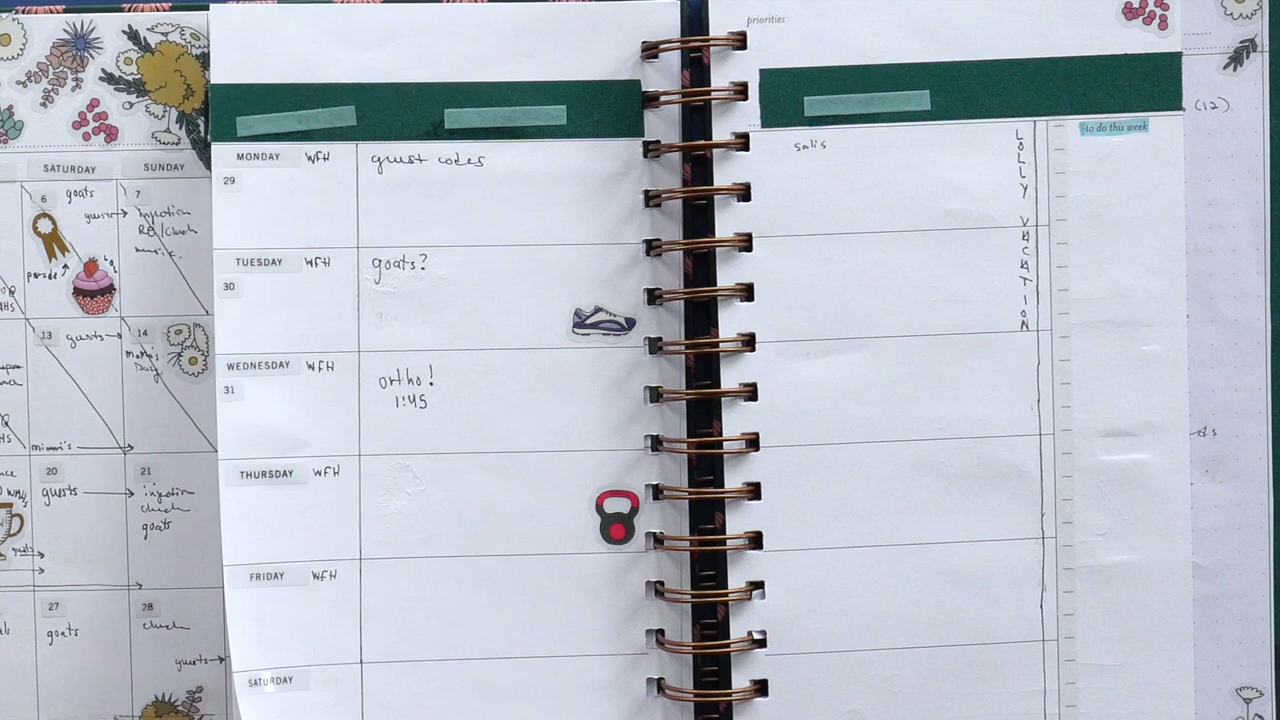 SATURDAY SUNDAY
6 goats
7
guests
injection
parade
13 guests
14
mimi's
20
guests
21
injection
check
goats
27
goats
28
check
guests
MONDAY WFH
29
guest codes
TUESDAY WFH
30
goats?
WEDNESDAY WFH
31
ortho!
1:45
THURSDAY WFH
FRIDAY WFH
SATURDAY
priorities
salis
LOLLY VACATION
to do this week
(12)